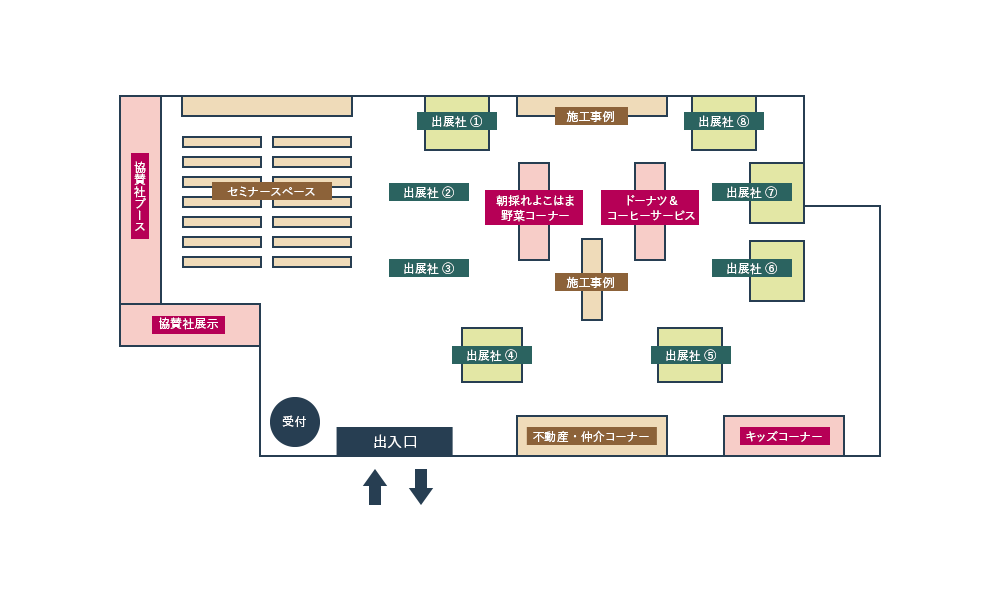 出展社 ①
施工事例
出展社 ⑧
協賛社ブース
セミナースペース
出展社 ②
朝採れよこはま
野菜コーナー
ドーナツ＆
コーヒーサービス
出展社 ⑦
出展社 ③
施工事例
出展社 ⑥
協賛社展示
出展社 ④
出展社 ⑤
受付
出入口
不動産・仲介コーナー
キッズコーナー